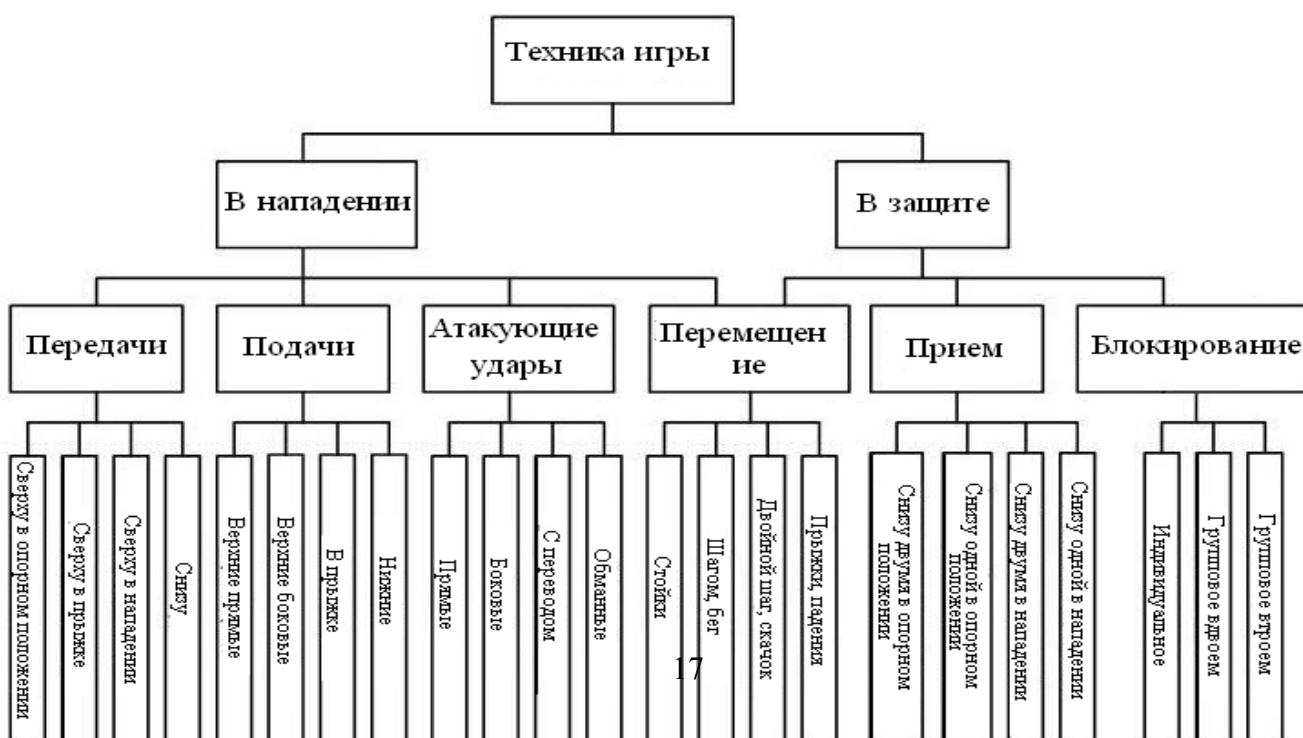 Техника игры
В нападении
В защите
Передачи
Подачи
Атакующие
удары
Перемещен
ие
Прием
Блокирование
Сверху в опорном положении
Сверху в прыжке
Сверху в нападении
Снизу
Верхние прямые
Верхние боковые
В прыжке
Нижние
Прямые
Боковые
С переводом
Обманные
Стойки
Шагом, бег
Двойной шаг, скачок
Прыжки, падения
Снизу двумя в опорном
положении
Снизу одной в опорном
положений
Снизу двумя в нападении
Снизу одной в нападении
Индивидуальное
Групповое вдвоем
Групповое втроем
17